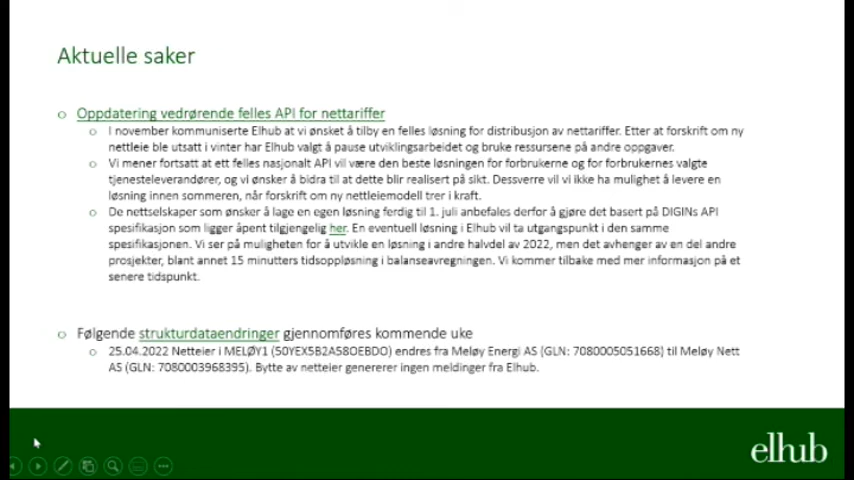 Aktuelle saker
Oppdatering vedrørende felles API for nettariffer
I november kommuniserte Elhub at vi ønsket å tilby en felles løsning for distribusjon av nettariffer. Etter at forskrift om ny
nettleie ble utsatt i vinter har Elhub valgt å pause utviklingsarbeidet og bruke ressursene på andre oppgaver.
Vi mener fortsatt at ett felles nasjonalt API vil være den beste løsningen for forbrukerne og for forbrukernes valgte
tjenesteleverandører, og vi ønsker å bidra til at dette blir realisert på sikt. Dessverre vil vi ikke ha mulighet å levere en
løsning innen sommeren, når forskrift om ny nettleiemodell trer i kraft.
De nettselskaper som ønsker å lage en egen løsning ferdig til 1. juli anbefales derfor å gjøre det basert på DIGINs API
spesifikasjon som ligger åpent tilgjengelig her. En eventuell løsning i Elhub vil ta utgangspunkt i den samme
spesifikasjonen. Vi ser på muligheten for å utvikle en løsning i andre halvdel av 2022, men det avhenger av en del andre
prosjekter, blant annet 15 minutters tidsoppløsning i balanseavregningen. Vi kommer tilbake med mer informasjon på et
senere tidspunkt.
Følgende strukturdataendringer gjennomføres kommende uke
25.04.2022 Netteier i MELØY1 (50YEX5B2A58OEBDO) endres fra Meløy Energi AS (GLN: 7080005051668) til Meløy Nett
AS (GLN: 7080003968395). Bytte av netteier genererer ingen meldinger fra Elhub.
elhub